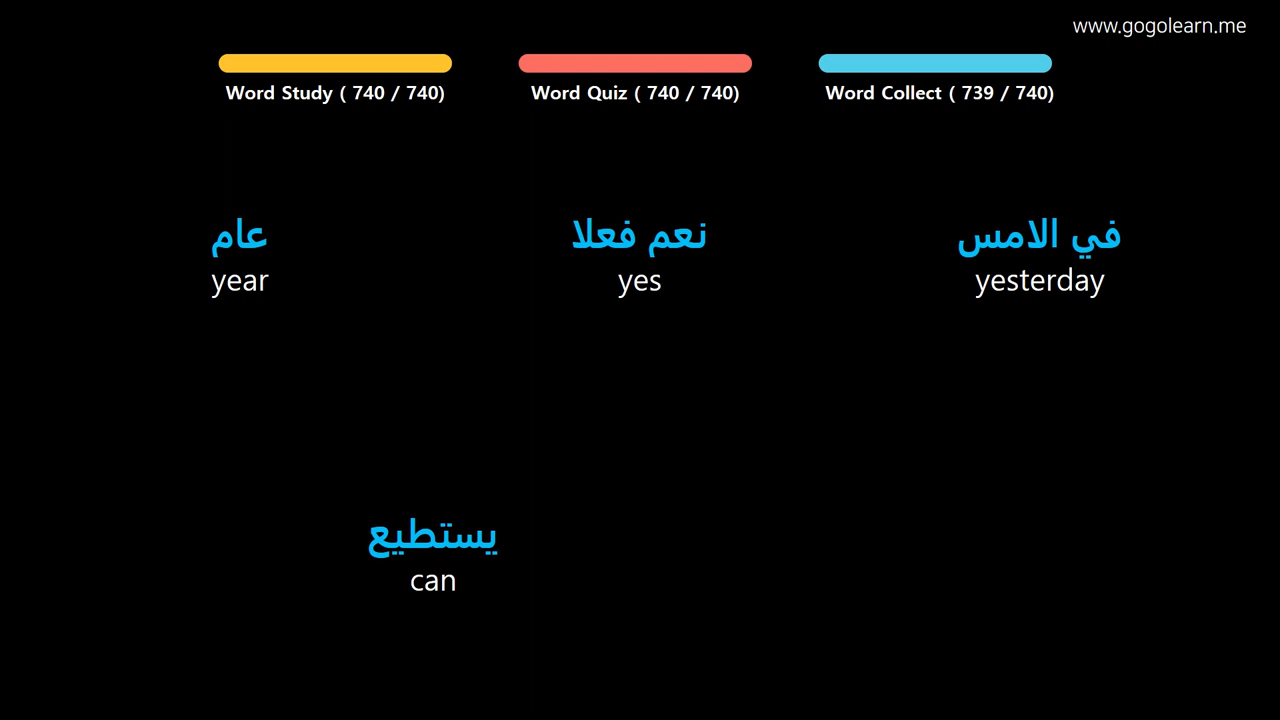 www.gogolearn.me
Word Study ( 740 / 740)
Word Quiz ( 740 / 740)
Word Collect ( 739 / 740)
عام
year
نعم فعلا
yes
في الامس
yesterday
يستطيع
can